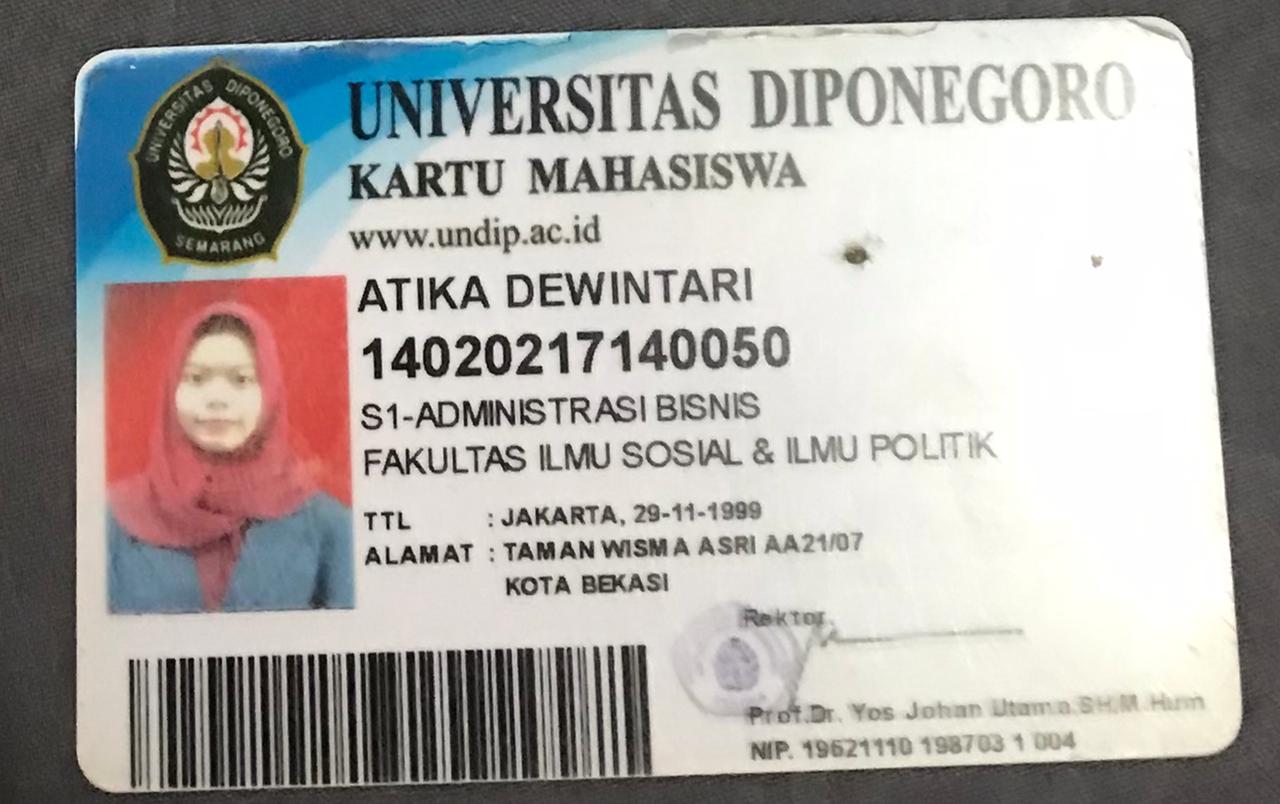 UNIVERSITAS DIPONEGORO
SEMARANG
UNIVERSITAS DIPONEGORO
KARTU MAHASISWA
www.undip.ac.id
ATIKA DEWINTARI
14020217140050
S1-ADMINISTRASI BISNIS
FAKULTAS ILMU SOSIAL & ILMU POLITIK
TTL : JAKARTA, 29-11-1999
ALAMAT : TAMAN WISMA ASRI AA21/07
KOTA BEKASI
Rektor,
Prof.Dr. Yos Johan Utama.SH.M.Hum
NIP. 19621110 198703 1 004